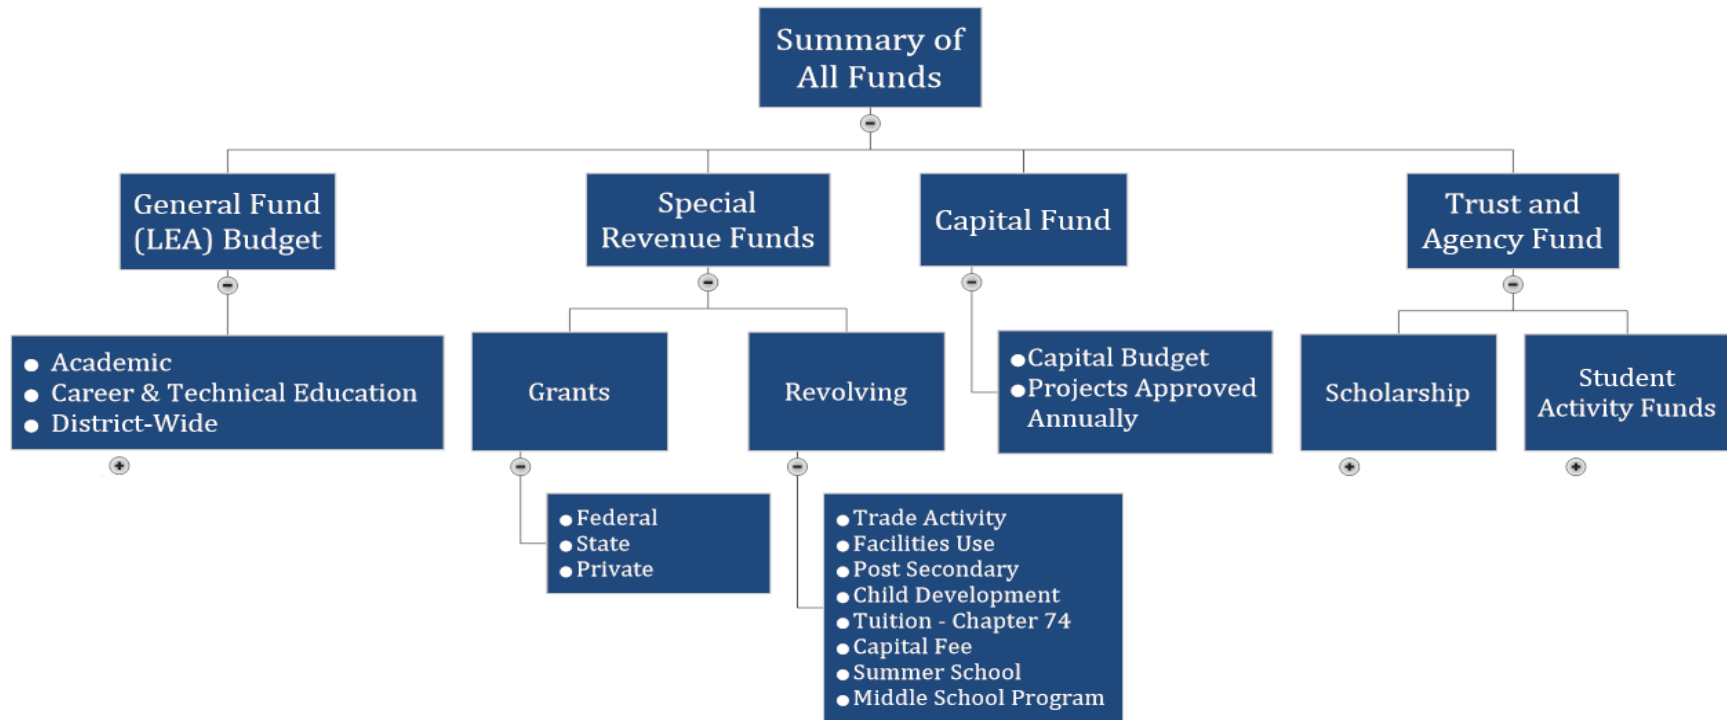 Summary of
All Funds
General Fund
(LEA) Budget
Special
Revenue Funds
Capital Fund
Trust and
Agency Fund
Academic
Career & Technical Education
District-Wide
Grants
Revolving
Capital Budget
Projects Approved
Annually
Scholarship
Student
Activity Funds
Federal
State
Private
Trade Activity
Facilities Use
Post Secondary
Child Development
Tuition - Chapter 74
Capital Fee
Summer School
Middle School Program